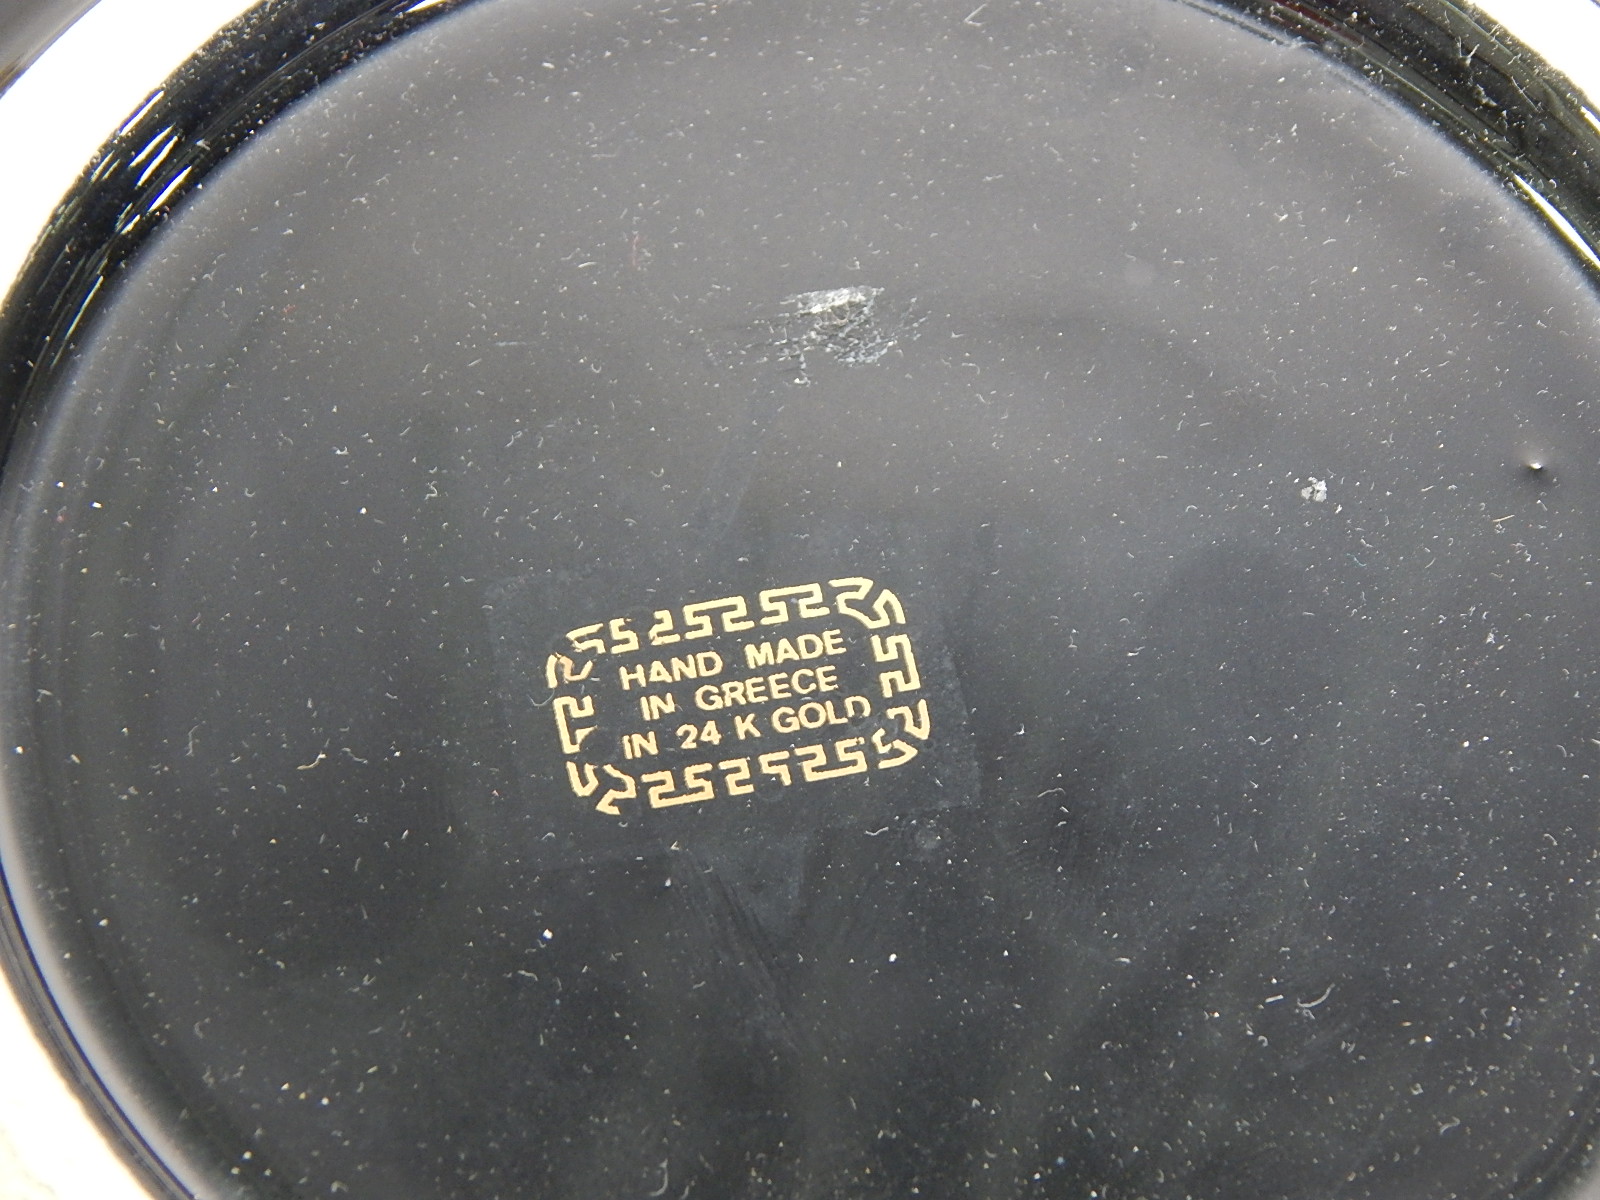 HAND MADE
IN GREECE
IN 24 K GOLD